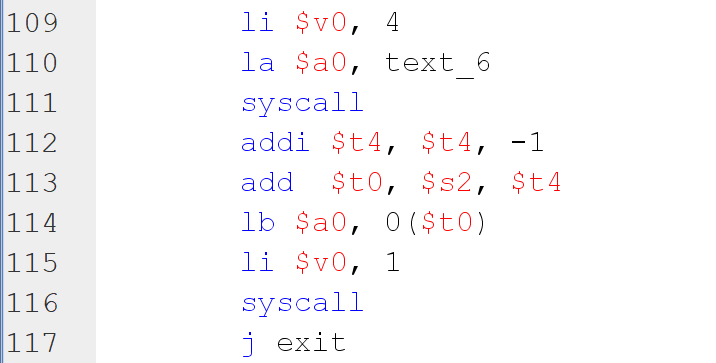 109 li $v0, 4
110 la $a0, text_6
111 syscall
112 addi $t4, $t4, -1
113 add  $t0, $s2, $t4
114 lb $a0, 0($t0)
115 li $v0, 1
116 syscall
117 j exit